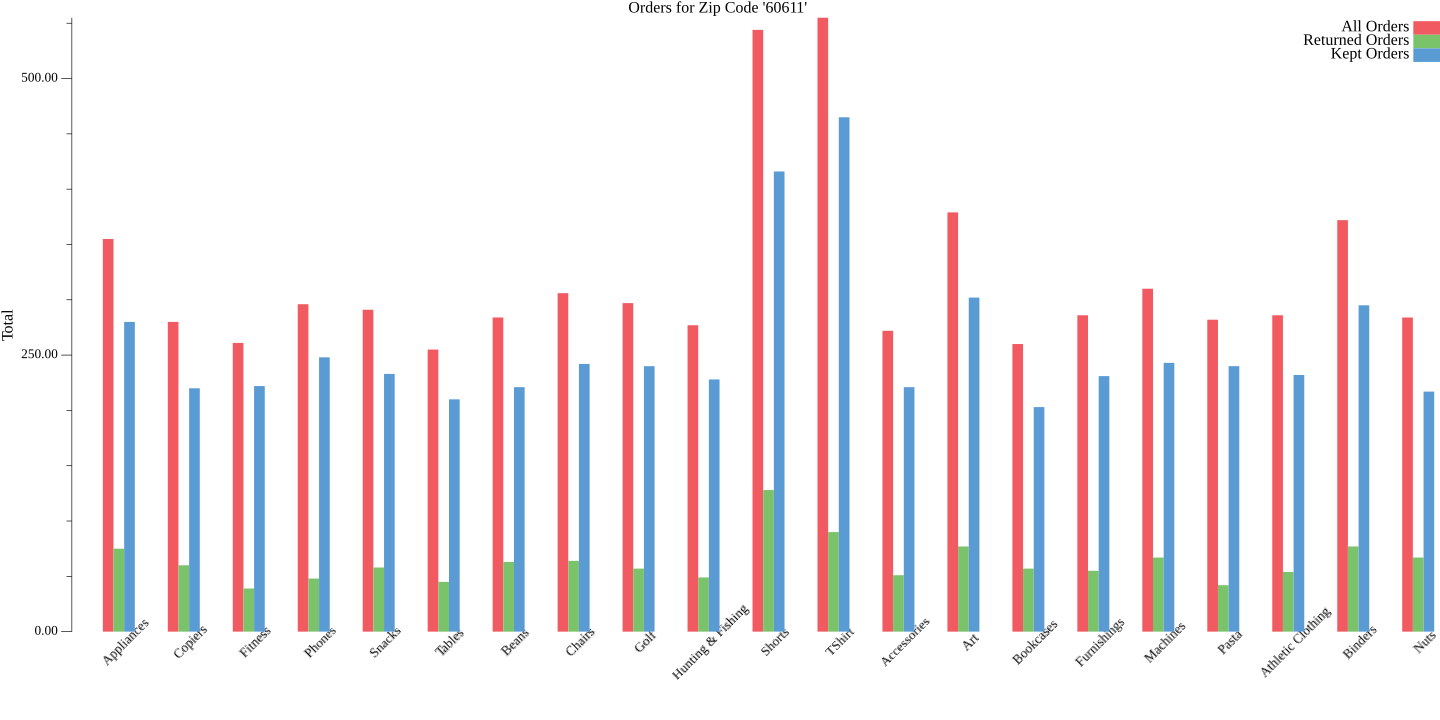 Orders for Zip Code '60611'
All Orders
Returned Orders
Kept Orders
Total
500.00
250.00
0.00
Appliances
Copiers
Fitness
Phones
Snacks
Tables
Beans
Chairs
Golf
Hunting & Fishing
Shorts
TShirt
Accessories
Art
Bookcases
Furnishings
Machines
Pasta
Athletic Clothing
Binders
Nuts